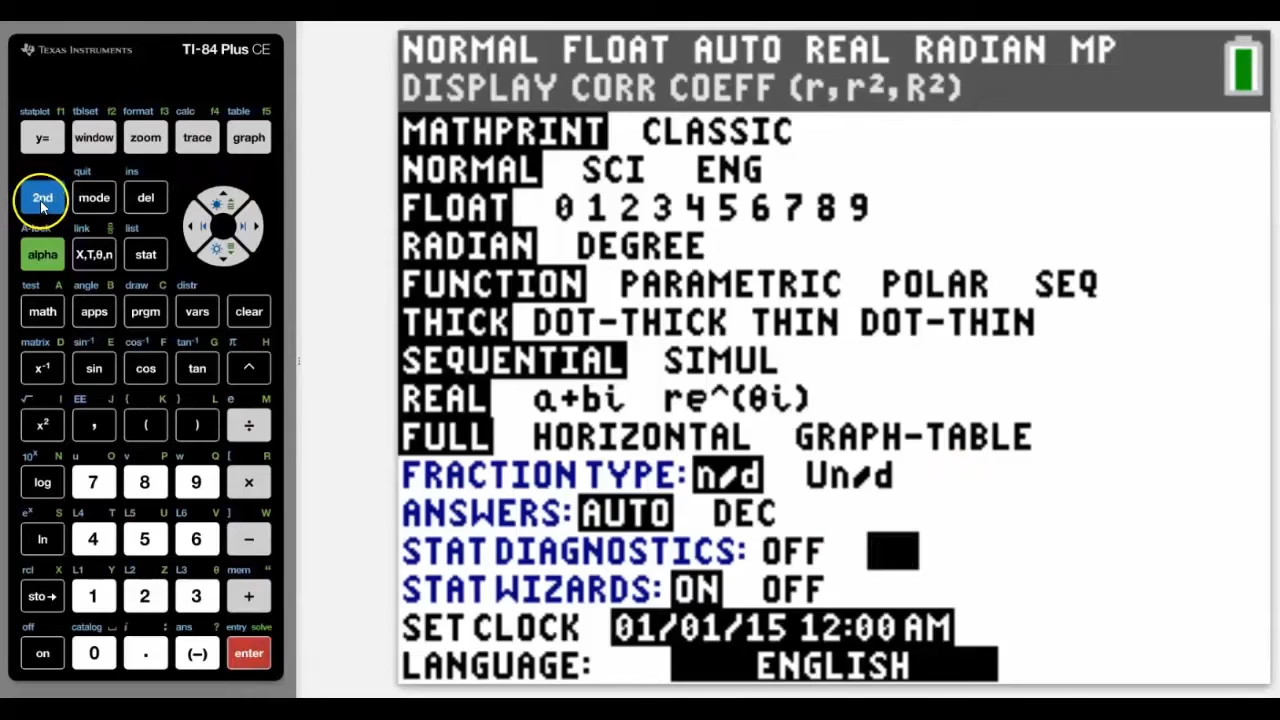 TEXAS INSTRUMENTS TI-84 Plus CE
statplot f1 tblset f2 format f3 calc f4 table f5
y= window zoom trace graph
quit ins
2nd mode del
A-lock link list
alpha X,T,θ,n stat
test A angle B draw C distr
math apps prgm vars clear
matrix D sin⁻¹ E cos⁻¹ F tan⁻¹ G π H
x⁻¹ sin cos tan ^
√ I EE J { K } L e M
x² , ( ) ÷
10ˣ N u O v P w Q [ R
log 7 8 9 ×
eˣ S L4 T L5 U L6 V ] W
ln 4 5 6 −
rcl X L1 Y L2 Z L3 θ mem “
sto→ 1 2 3 +
off catalog ⎵ i : ans ? entry solve
on 0 . (−) enter
NORMAL FLOAT AUTO REAL RADIAN MP
DISPLAY CORR COEFF (r,r²,R²)
MATHPRINT CLASSIC
NORMAL SCI ENG
FLOAT 0 1 2 3 4 5 6 7 8 9
RADIAN DEGREE
FUNCTION PARAMETRIC POLAR SEQ
THICK DOT-THICK THIN DOT-THIN
SEQUENTIAL SIMUL
REAL a+bi re^(θi)
FULL HORIZONTAL GRAPH-TABLE
FRACTION TYPE: n/d Un/d
ANSWERS: AUTO DEC
STAT DIAGNOSTICS: OFF
STAT WIZARDS: ON OFF
SET CLOCK 01/01/15 12:00 AM
LANGUAGE: ENGLISH